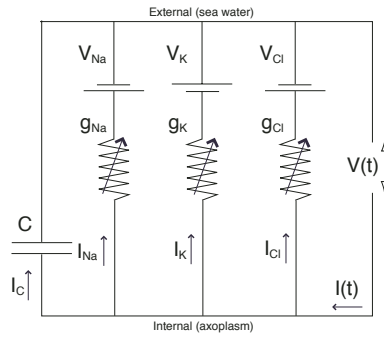 External (sea water)
V_Na V_K V_Cl
g_Na g_K g_Cl
V(t)
C
I_Na I_K I_Cl
I_C I(t)
Internal (axoplasm)